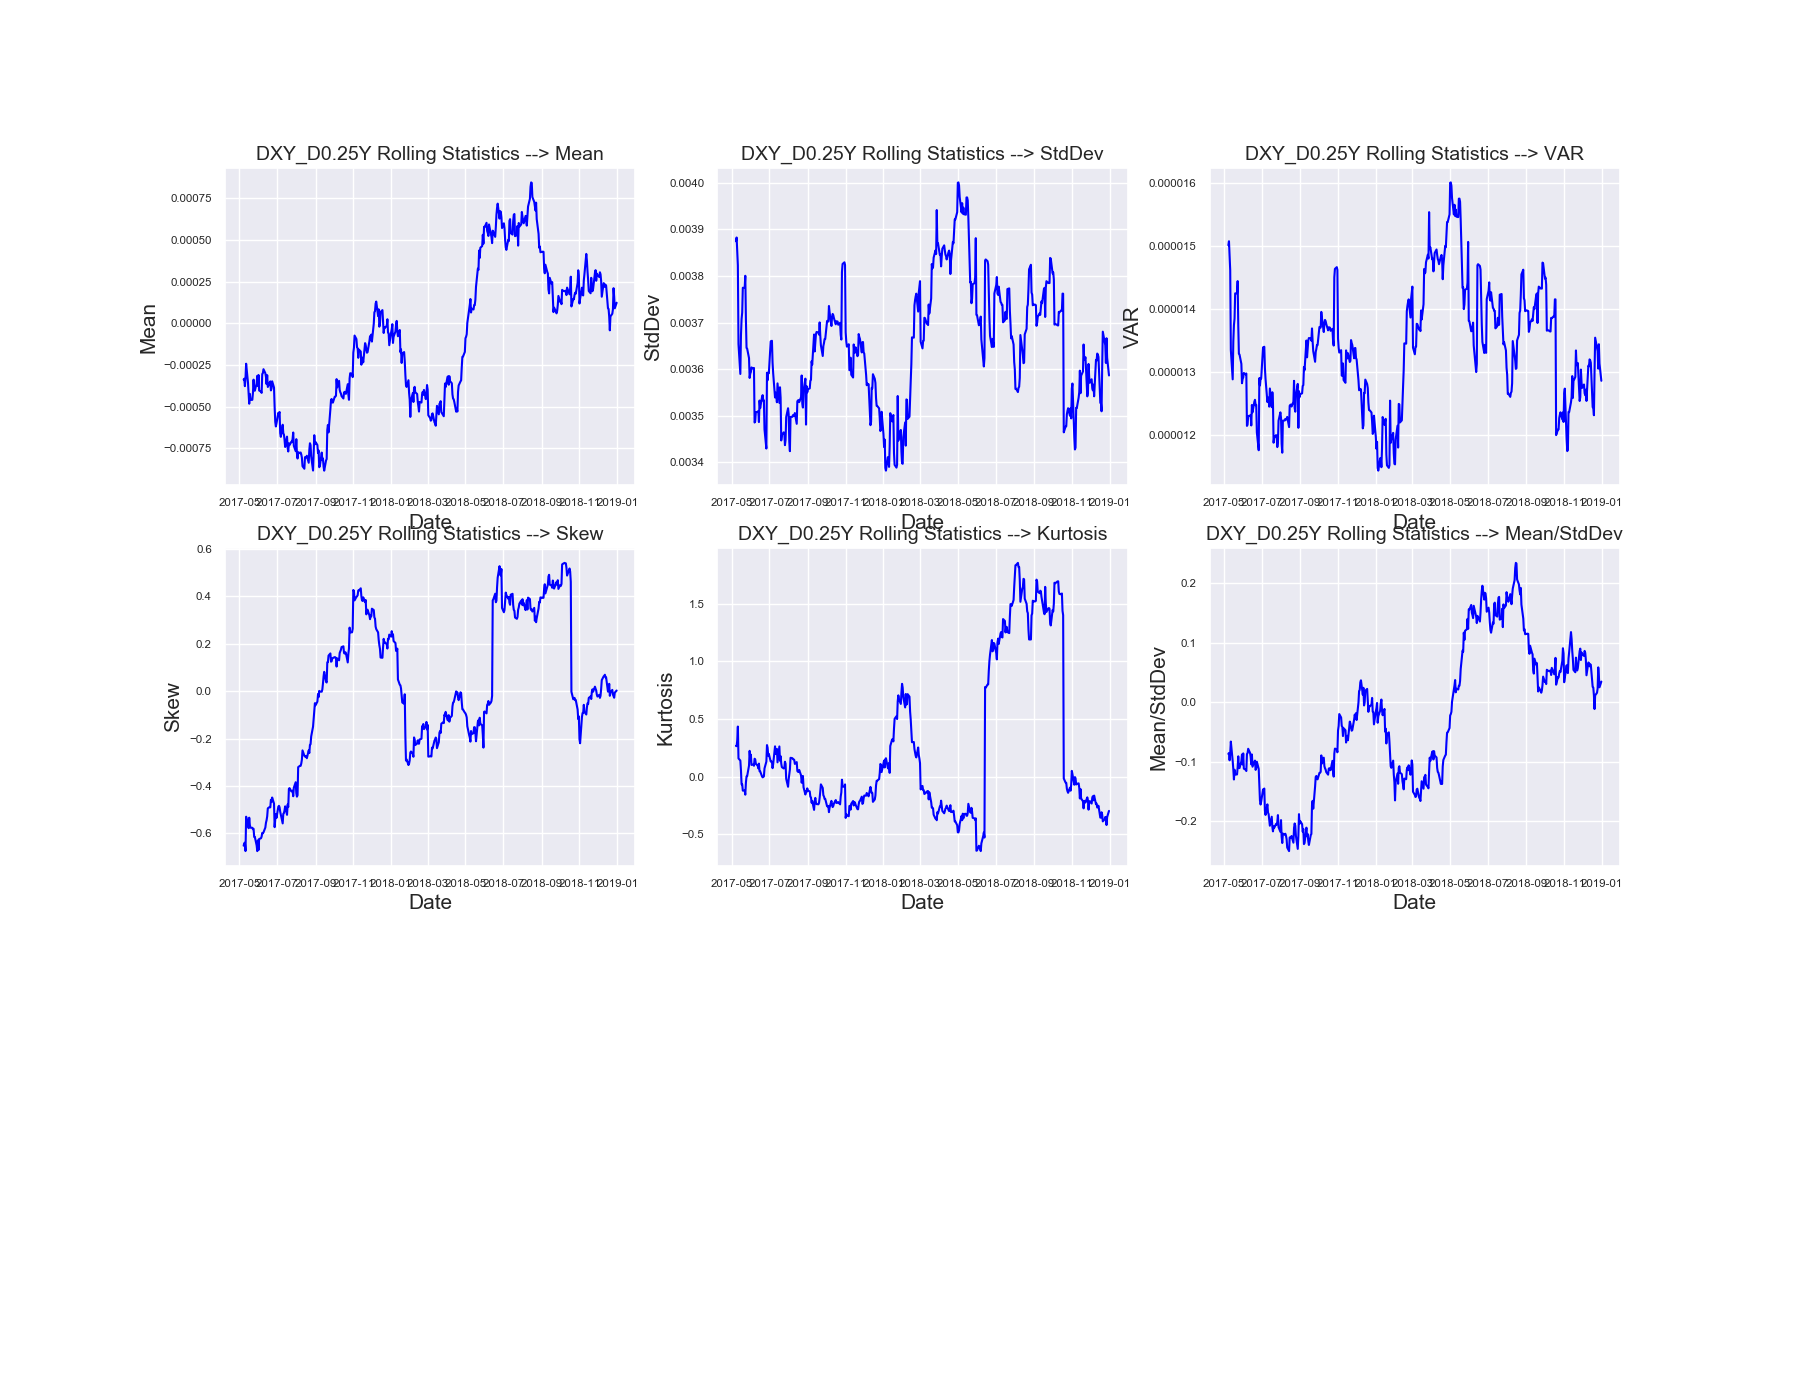 DXY_D0.25Y Rolling Statistics --> Mean
Mean
0.00075
0.00050
0.00025
0.00000
−0.00025
−0.00050
−0.00075
2017-05 2017-07 2017-09 2017-11 2018-01 2018-03 2018-05 2018-07 2018-09 2018-11 2019-01
Date
DXY_D0.25Y Rolling Statistics --> StdDev
StdDev
0.0040
0.0039
0.0038
0.0037
0.0036
0.0035
0.0034
2017-05 2017-07 2017-09 2017-11 2018-01 2018-03 2018-05 2018-07 2018-09 2018-11 2019-01
Date
DXY_D0.25Y Rolling Statistics --> VAR
VAR
0.000016
0.000015
0.000014
0.000013
0.000012
2017-05 2017-07 2017-09 2017-11 2018-01 2018-03 2018-05 2018-07 2018-09 2018-11 2019-01
Date
DXY_D0.25Y Rolling Statistics --> Skew
Skew
0.6
0.4
0.2
0.0
−0.2
−0.4
−0.6
2017-05 2017-07 2017-09 2017-11 2018-01 2018-03 2018-05 2018-07 2018-09 2018-11 2019-01
Date
DXY_D0.25Y Rolling Statistics --> Kurtosis
Kurtosis
1.5
1.0
0.5
0.0
−0.5
2017-05 2017-07 2017-09 2017-11 2018-01 2018-03 2018-05 2018-07 2018-09 2018-11 2019-01
Date
DXY_D0.25Y Rolling Statistics --> Mean/StdDev
Mean/StdDev
0.2
0.1
0.0
−0.1
−0.2
2017-05 2017-07 2017-09 2017-11 2018-01 2018-03 2018-05 2018-07 2018-09 2018-11 2019-01
Date